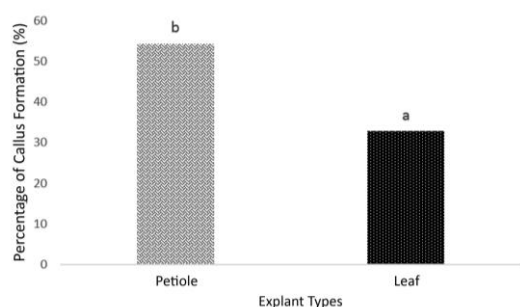 Percentage of Callus Formation (%)
60
50
40
30
20
10
0
b
a
Petiole
Leaf
Explant Types